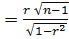 = r √n−1 / √1−r²